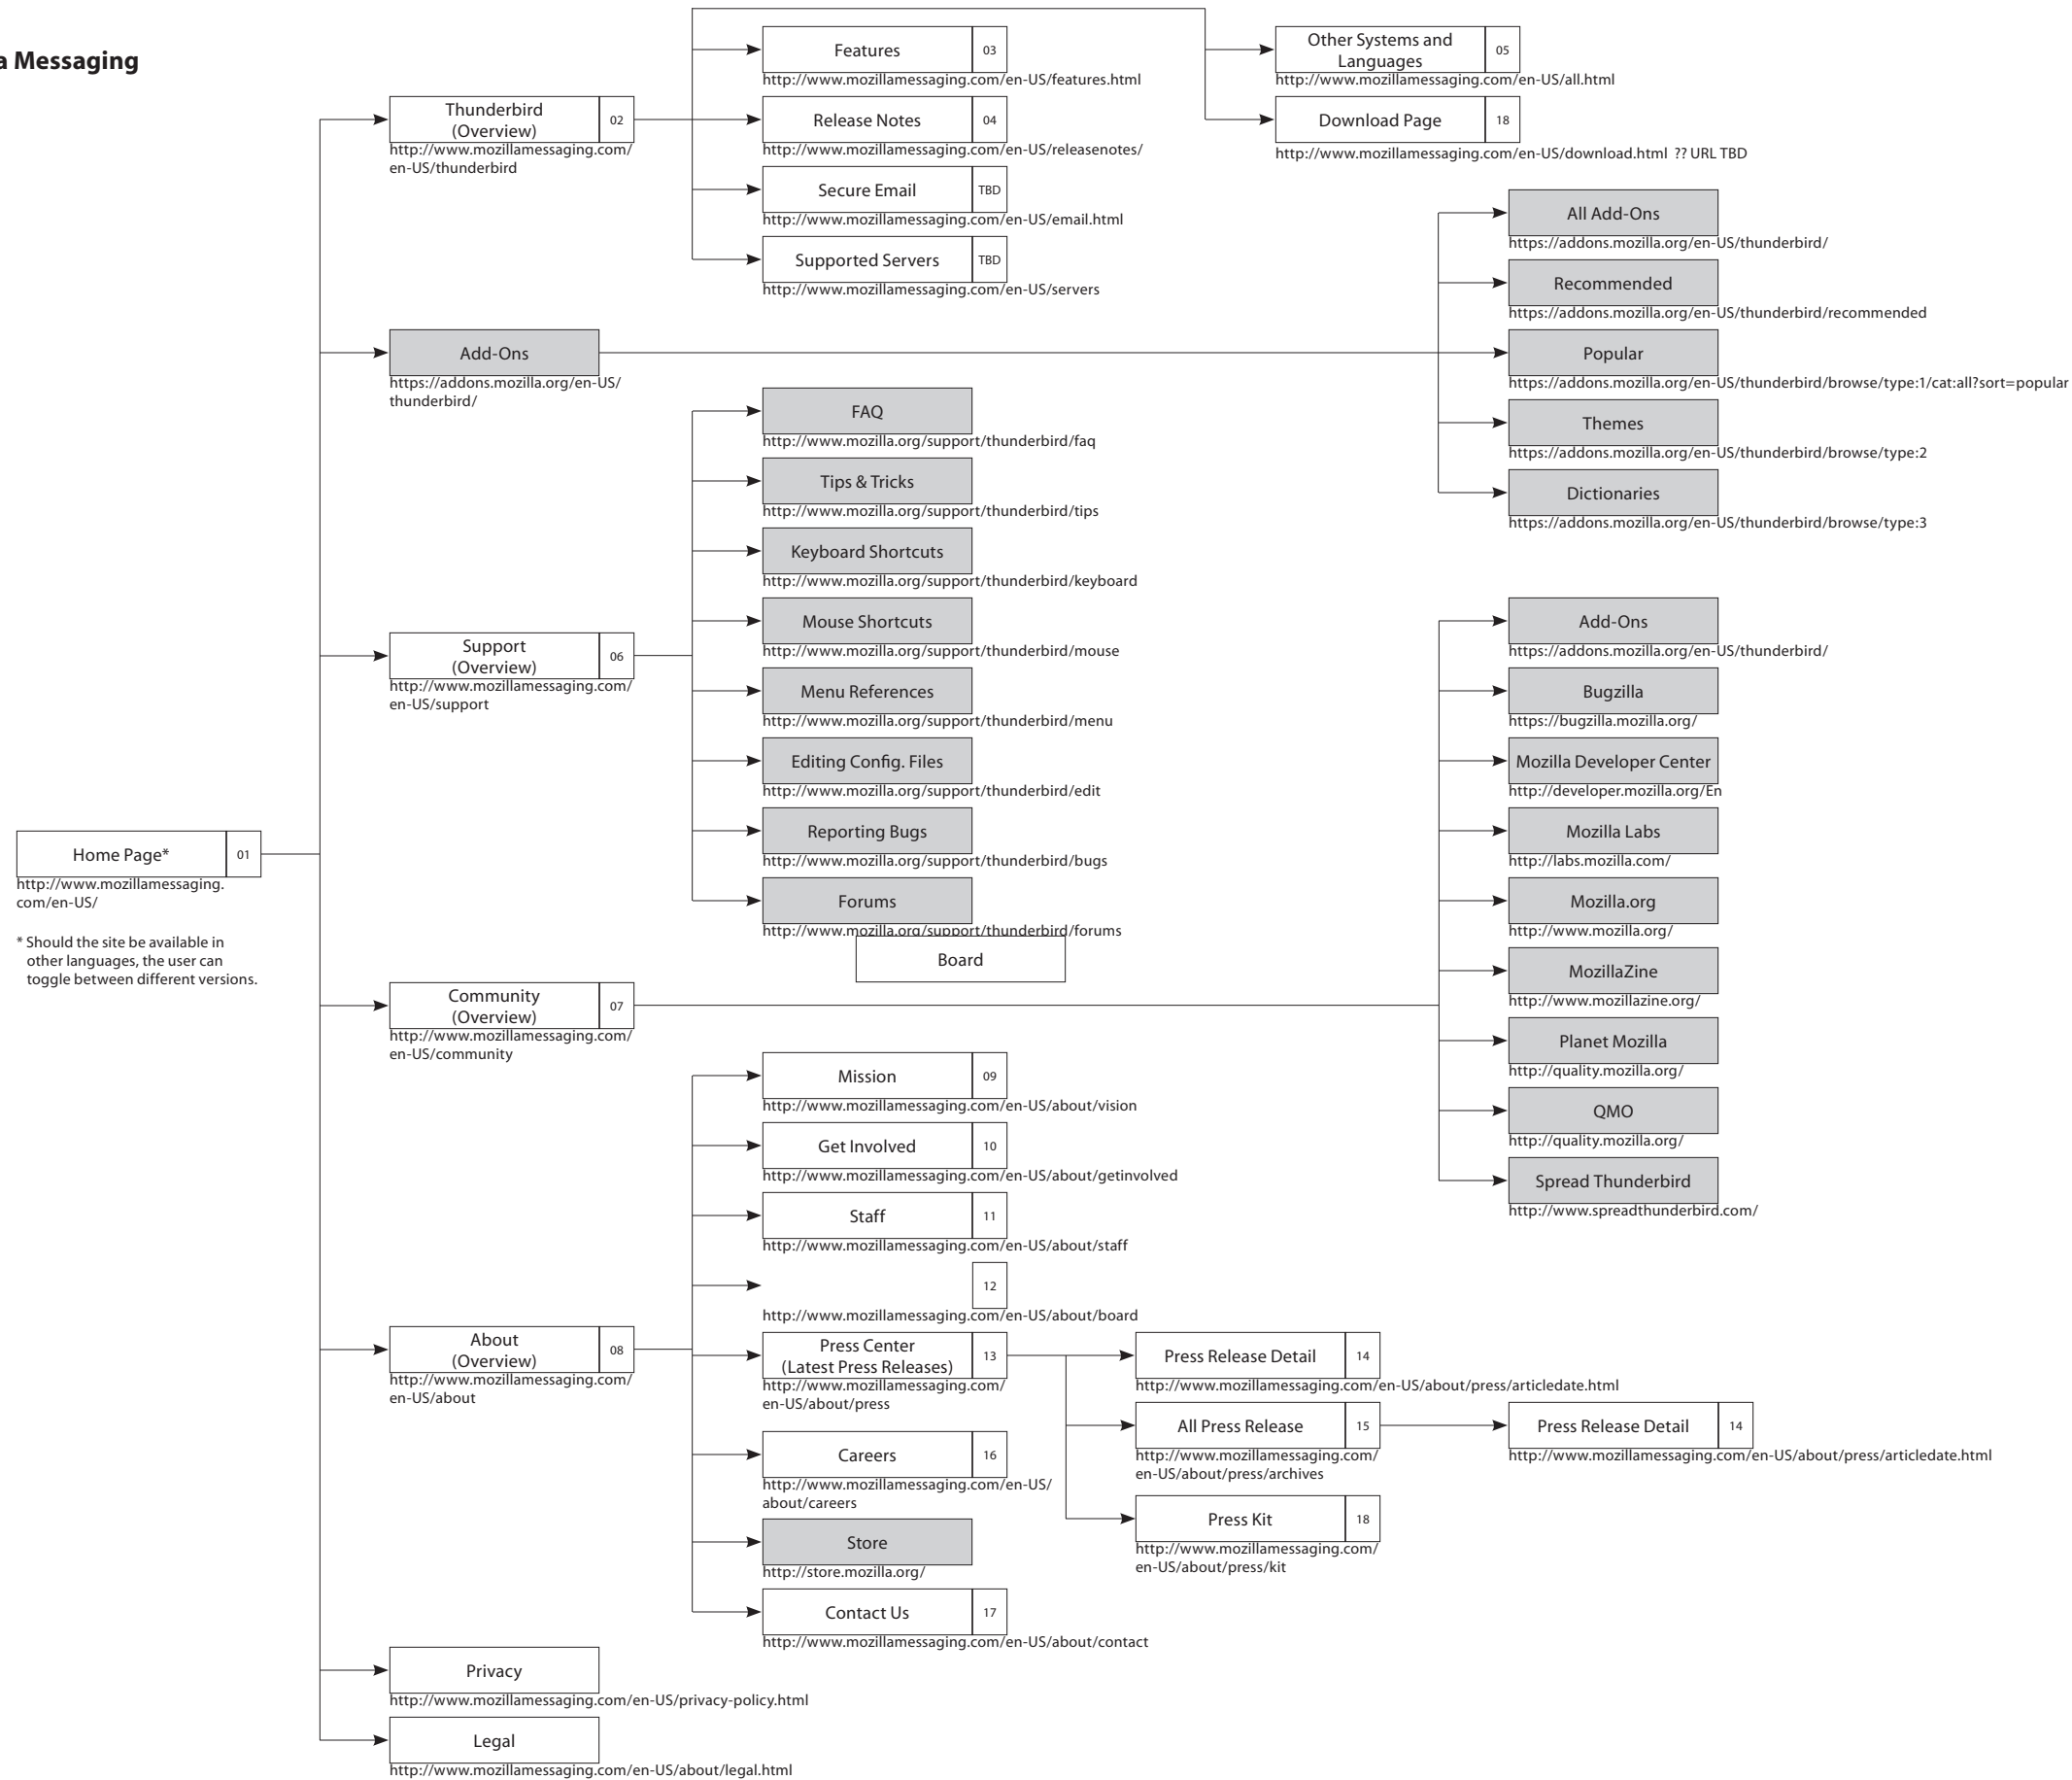 a Messaging
Home Page*
01
http://www.mozillamessaging.
com/en-US/
* Should the site be available in
other languages, the user can
toggle between different versions.
Thunderbird
(Overview)
02
http://www.mozillamessaging.com/
en-US/thunderbird
Features
03
http://www.mozillamessaging.com/en-US/features.html
Release Notes
04
http://www.mozillamessaging.com/en-US/releasenotes/
Secure Email
TBD
http://www.mozillamessaging.com/en-US/email.html
Supported Servers
TBD
http://www.mozillamessaging.com/en-US/servers
Other Systems and
Languages
05
http://www.mozillamessaging.com/en-US/all.html
Download Page
18
http://www.mozillamessaging.com/en-US/download.html ?? URL TBD
Add-Ons
https://addons.mozilla.org/en-US/
thunderbird/
All Add-Ons
https://addons.mozilla.org/en-US/thunderbird/
Recommended
https://addons.mozilla.org/en-US/thunderbird/recommended
Popular
https://addons.mozilla.org/en-US/thunderbird/browse/type:1/cat:all?sort=popular
Themes
https://addons.mozilla.org/en-US/thunderbird/browse/type:2
Dictionaries
https://addons.mozilla.org/en-US/thunderbird/browse/type:3
Support
(Overview)
06
http://www.mozillamessaging.com/
en-US/support
FAQ
http://www.mozilla.org/support/thunderbird/faq
Tips & Tricks
http://www.mozilla.org/support/thunderbird/tips
Keyboard Shortcuts
http://www.mozilla.org/support/thunderbird/keyboard
Mouse Shortcuts
http://www.mozilla.org/support/thunderbird/mouse
Menu References
http://www.mozilla.org/support/thunderbird/menu
Editing Config. Files
http://www.mozilla.org/support/thunderbird/edit
Reporting Bugs
http://www.mozilla.org/support/thunderbird/bugs
Forums
http://www.mozilla.org/support/thunderbird/forums
Board
Community
(Overview)
07
http://www.mozillamessaging.com/
en-US/community
Add-Ons
https://addons.mozilla.org/en-US/thunderbird/
Bugzilla
https://bugzilla.mozilla.org/
Mozilla Developer Center
http://developer.mozilla.org/En
Mozilla Labs
http://labs.mozilla.com/
Mozilla.org
http://www.mozilla.org/
MozillaZine
http://www.mozillazine.org/
Planet Mozilla
http://quality.mozilla.org/
QMO
http://quality.mozilla.org/
Spread Thunderbird
http://www.spreadthunderbird.com/
About
(Overview)
08
http://www.mozillamessaging.com/
en-US/about
Mission
09
http://www.mozillamessaging.com/en-US/about/vision
Get Involved
10
http://www.mozillamessaging.com/en-US/about/getinvolved
Staff
11
http://www.mozillamessaging.com/en-US/about/staff
12
http://www.mozillamessaging.com/en-US/about/board
Press Center
(Latest Press Releases)
13
http://www.mozillamessaging.com/
en-US/about/press
Press Release Detail
14
http://www.mozillamessaging.com/en-US/about/press/articledate.html
All Press Release
15
http://www.mozillamessaging.com/
en-US/about/press/archives
Press Release Detail
14
http://www.mozillamessaging.com/en-US/about/press/articledate.html
Press Kit
18
http://www.mozillamessaging.com/
en-US/about/press/kit
Careers
16
http://www.mozillamessaging.com/en-US/
about/careers
Store
http://store.mozilla.org/
Contact Us
17
http://www.mozillamessaging.com/en-US/about/contact
Privacy
http://www.mozillamessaging.com/en-US/privacy-policy.html
Legal
http://www.mozillamessaging.com/en-US/about/legal.html